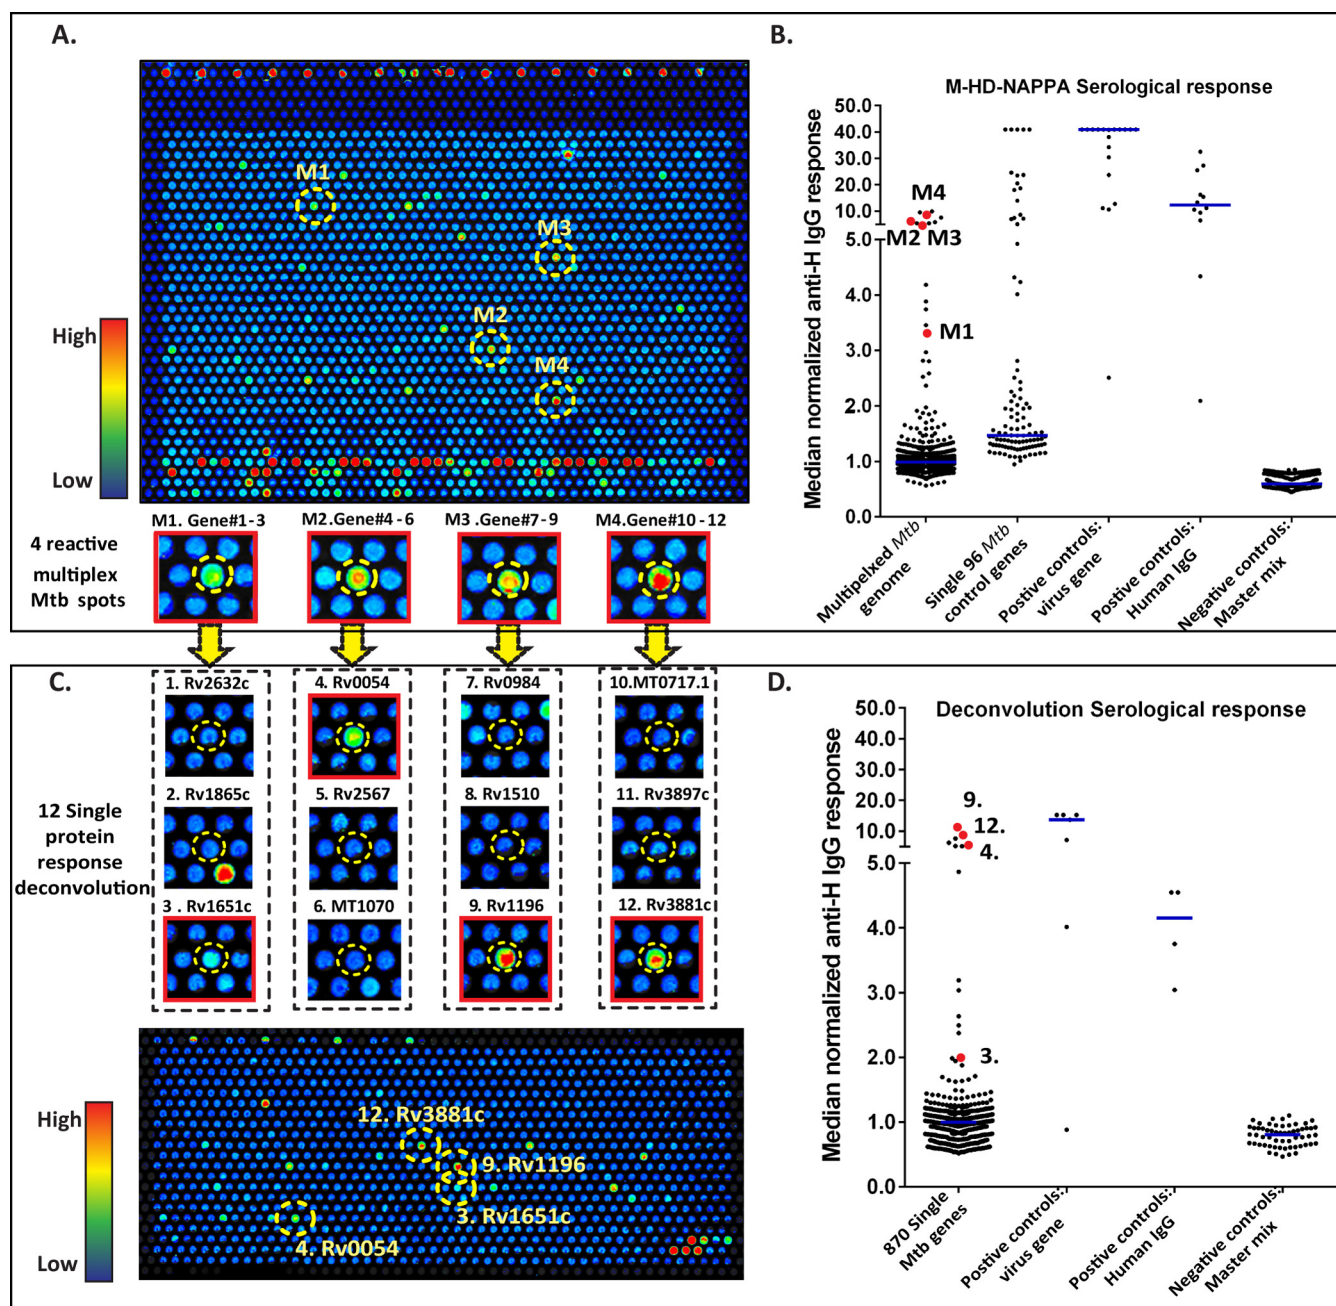 A.
M1
M3
M2
M4
High
Low
4 reactive
multiplex
Mtb spots
M1. Gene#1-3
M2.Gene#4-6
M3.Gene#7-9
M4.Gene#10-12
B.
M-HD-NAPPA Serological response
Median normalized anti-H IgG response
50.0
40.0
30.0
20.0
10.0
5.0
4.0
3.0
2.0
1.0
0.0
M4
M2 M3
M1
Multipelxed Mtb
genome
Single 96 Mtb
control genes
Postive controls:
virus gene
Postive controls:
Human IgG
Negative controls:
Master mix
C.
12 Single
protein
response
deconvolution
1. Rv2632c
4. Rv0054
7. Rv0984
10.MT0717.1
2. Rv1865c
5. Rv2567
8. Rv1510
11. Rv3897c
3 . Rv1651c
6. MT1070
9. Rv1196
12. Rv3881c
High
Low
12. Rv3881c
9. Rv1196
3. Rv1651c
4. Rv0054
D.
Deconvolution Serological response
Median normalized anti-H IgG response
50.0
40.0
30.0
20.0
10.0
5.0
4.0
3.0
2.0
1.0
0.0
9.
12.
4.
3.
870 Single
Mtb genes
Postive controls:
virus gene
Postive controls:
Human IgG
Negative controls:
Master mix